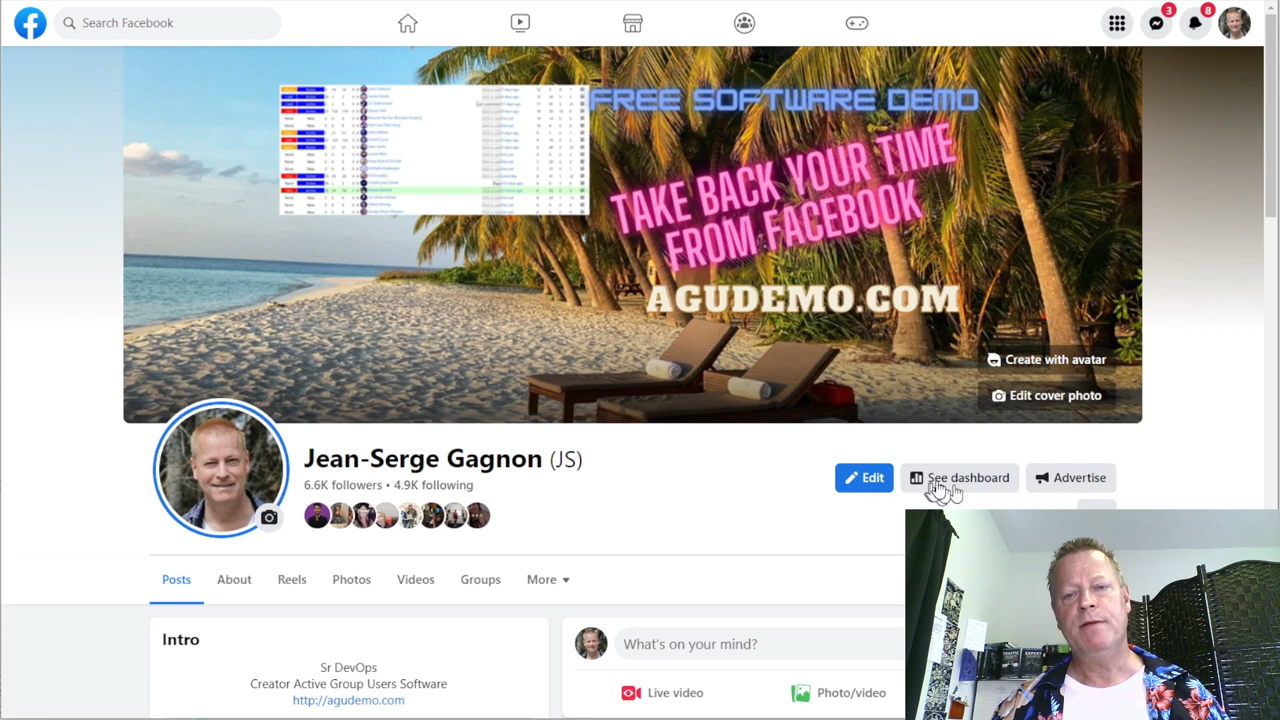 Search Facebook
3
8
FREE SOFTWARE DEMO
TAKE BACK YOUR TIME
FROM FACEBOOK
AGUDEMO.COM
Create with avatar
Edit cover photo
Jean-Serge Gagnon (JS)
6.6K followers • 4.9K following
Edit
See dashboard
Advertise
Posts
About
Reels
Photos
Videos
Groups
More
Intro
Sr DevOps
Creator Active Group Users Software
http://agudemo.com
What's on your mind?
Live video
Photo/video
TRAFFIC
EXPERT